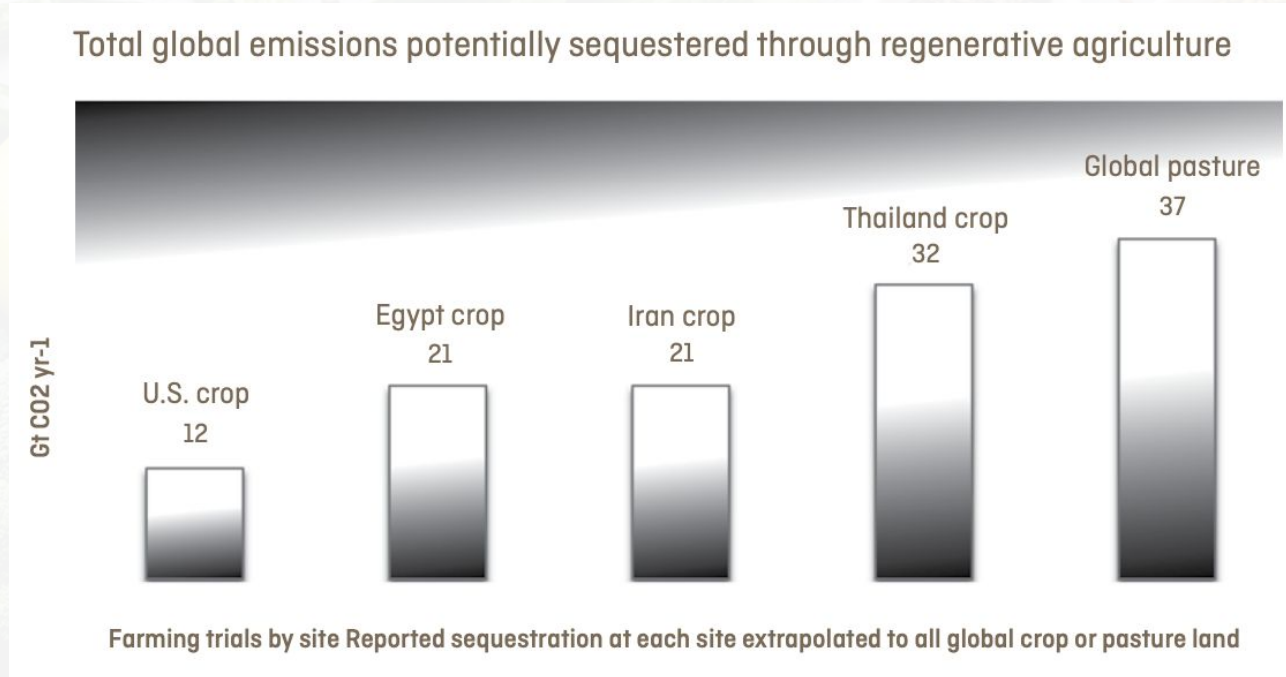 Total global emissions potentially sequestered through regenerative agriculture
Global pasture
37
Thailand crop
32
Egypt crop
21
Iran crop
21
U.S. crop
12
Gt CO2 yr-1
Farming trials by site Reported sequestration at each site extrapolated to all global crop or pasture land